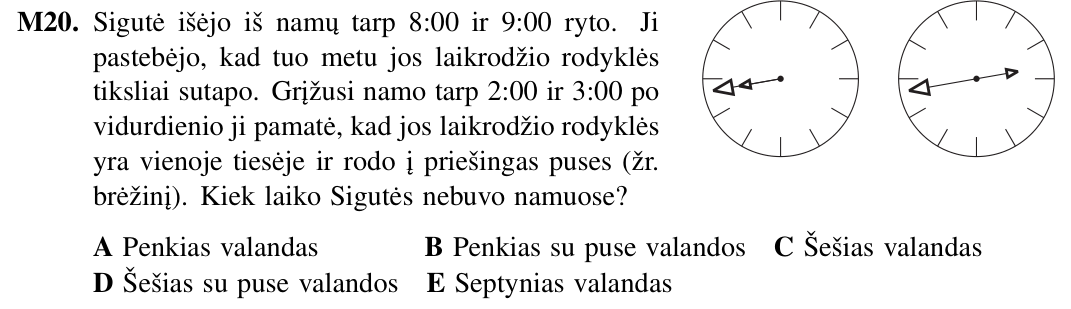 M20. Sigutė išėjo iš namų tarp 8:00 ir 9:00 ryto. Ji
pastebėjo, kad tuo metu jos laikrodžio rodyklės
tiksliai sutapo. Grįžusi namo tarp 2:00 ir 3:00 po
vidurdienio ji pamatė, kad jos laikrodžio rodyklės
yra vienoje tiesėje ir rodo į priešingas puses (žr.
brėžinį). Kiek laiko Sigutės nebuvo namuose?
A Penkias valandas B Penkias su puse valandos C Šešias valandas
D Šešias su puse valandos E Septynias valandas